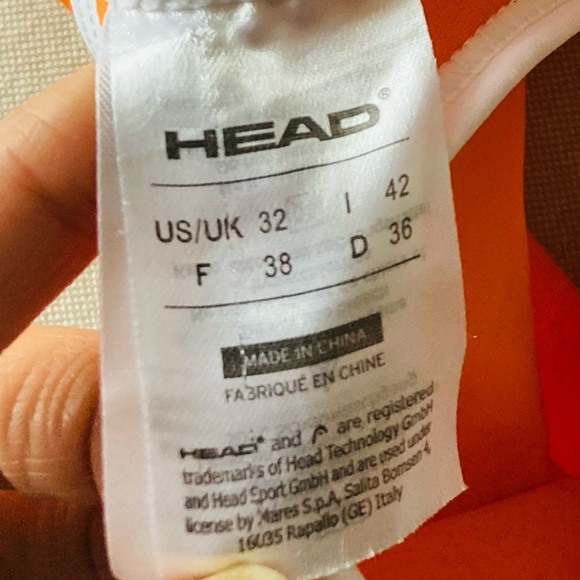 HEAD®
US/UK 32 I 42
F 38 D 36
MADE IN CHINA
FABRIQUÉ EN CHINE
HEAD® and are registered
trademarks of Head Technology GmbH
and Head Sport GmbH and are used under
license by Mares S.p.A, Salita Bonsen 4,
16035 Rapallo (GE) Italy